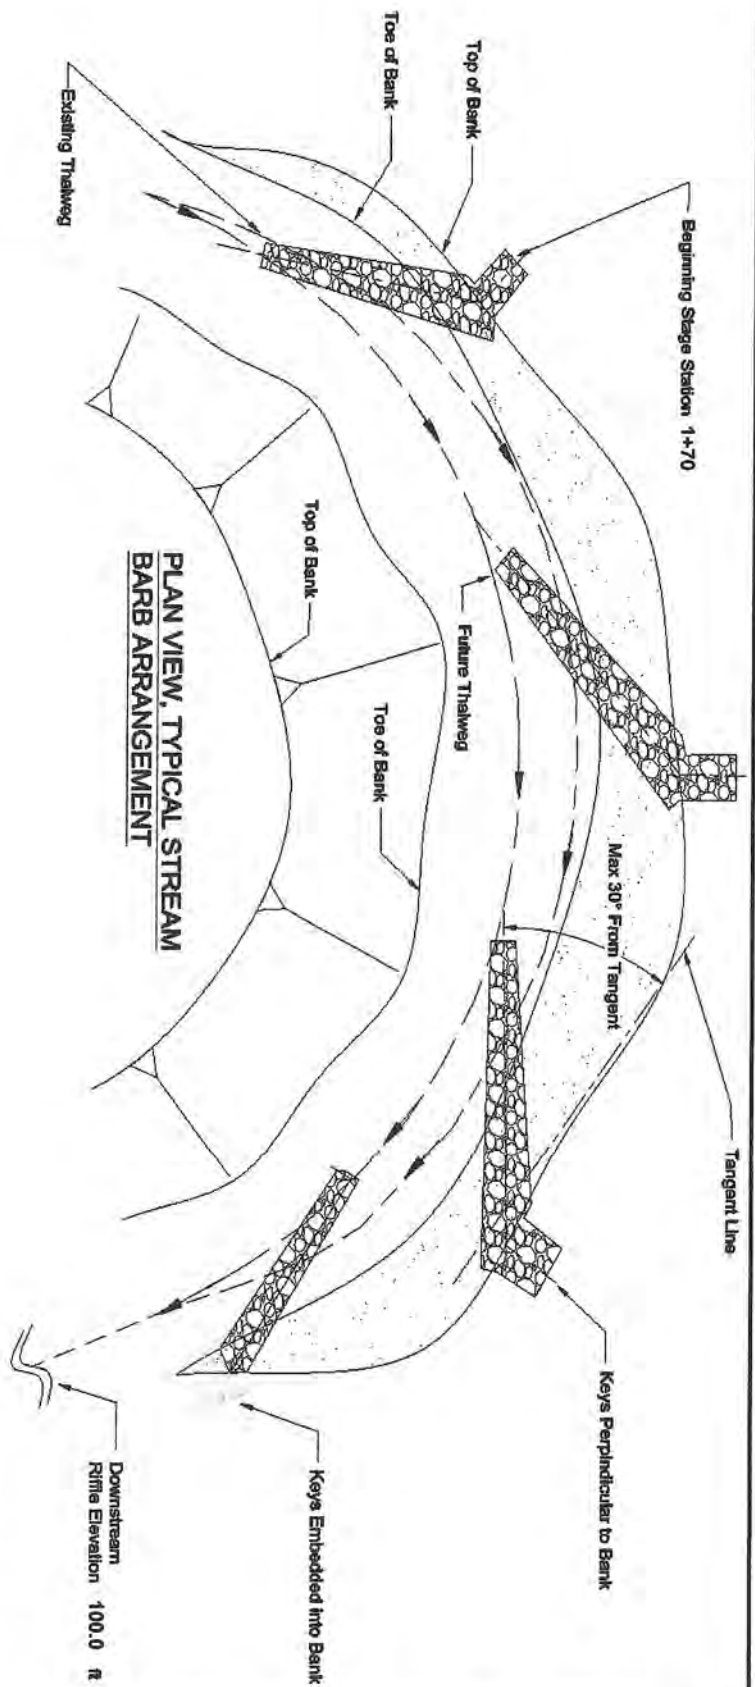 Beginning Stage Station 1+70
Top of Bank
Toe of Bank
Existing Thalweg
Tangent Line
Max 30° From Tangent
Keys Perpindicular to Bank
Future Thalweg
Toe of Bank
Top of Bank
Keys Embedded into Bank
Downstream
Riffle Elevation 100.0 ft
PLAN VIEW, TYPICAL STREAM
BARB ARRANGEMENT